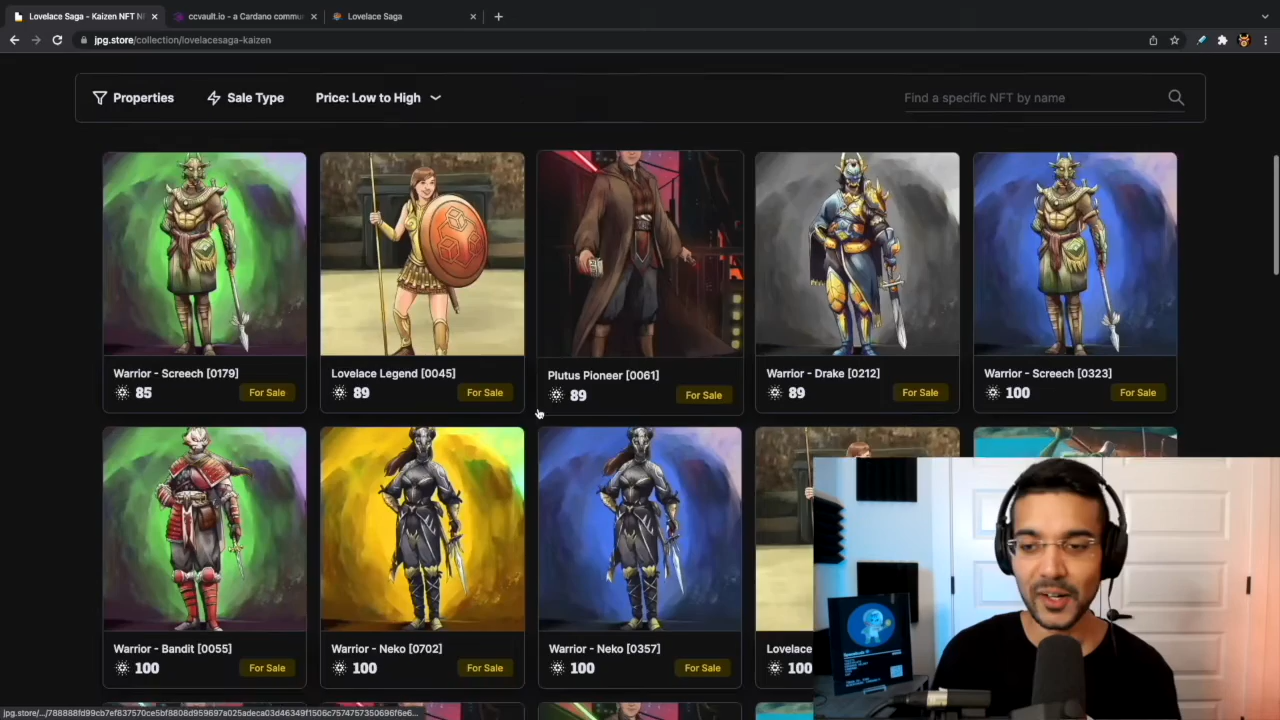 Lovelace Saga - Kaizen NFT N
ccvault.io - a Cardano commu
Lovelace Saga
jpg.store/collection/lovelacesaga-kaizen
Properties
Sale Type
Price: Low to High
Find a specific NFT by name
Warrior - Screech [0179]
85
For Sale
Lovelace Legend [0045]
89
For Sale
Plutus Pioneer [0061]
89
For Sale
Warrior - Drake [0212]
89
For Sale
Warrior - Screech [0323]
100
For Sale
Warrior - Bandit [0055]
100
For Sale
Warrior - Neko [0702]
100
For Sale
Warrior - Neko [0357]
100
For Sale
Lovelace
100